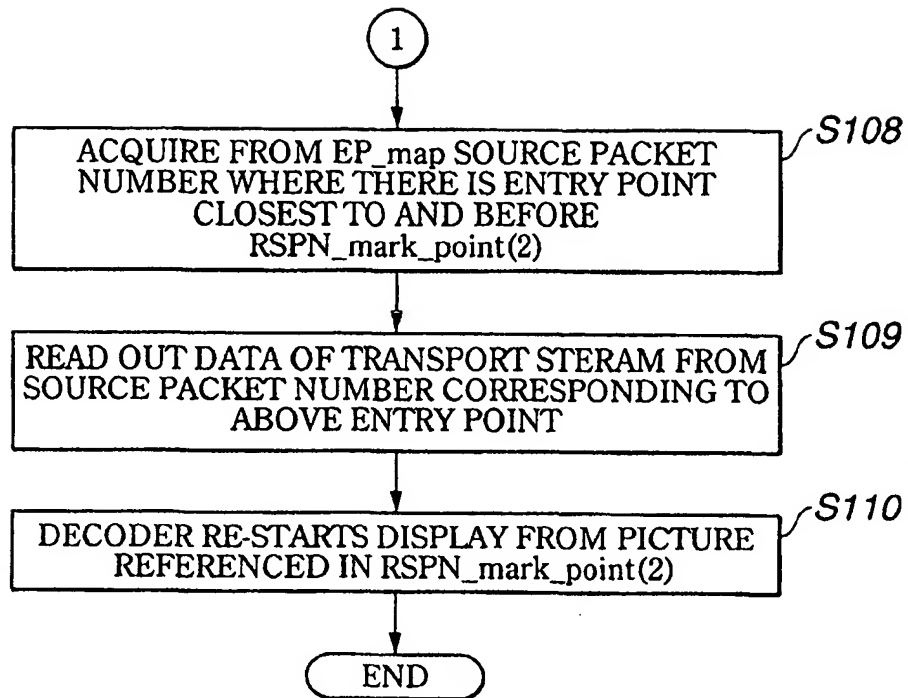 1
S108
ACQUIRE FROM EP_map SOURCE PACKET
NUMBER WHERE THERE IS ENTRY POINT
CLOSEST TO AND BEFORE
RSPN_mark_point(2)
S109
READ OUT DATA OF TRANSPORT STERAM FROM
SOURCE PACKET NUMBER CORRESPONDING TO
ABOVE ENTRY POINT
S110
DECODER RE-STARTS DISPLAY FROM PICTURE
REFERENCED IN RSPN_mark_point(2)
END